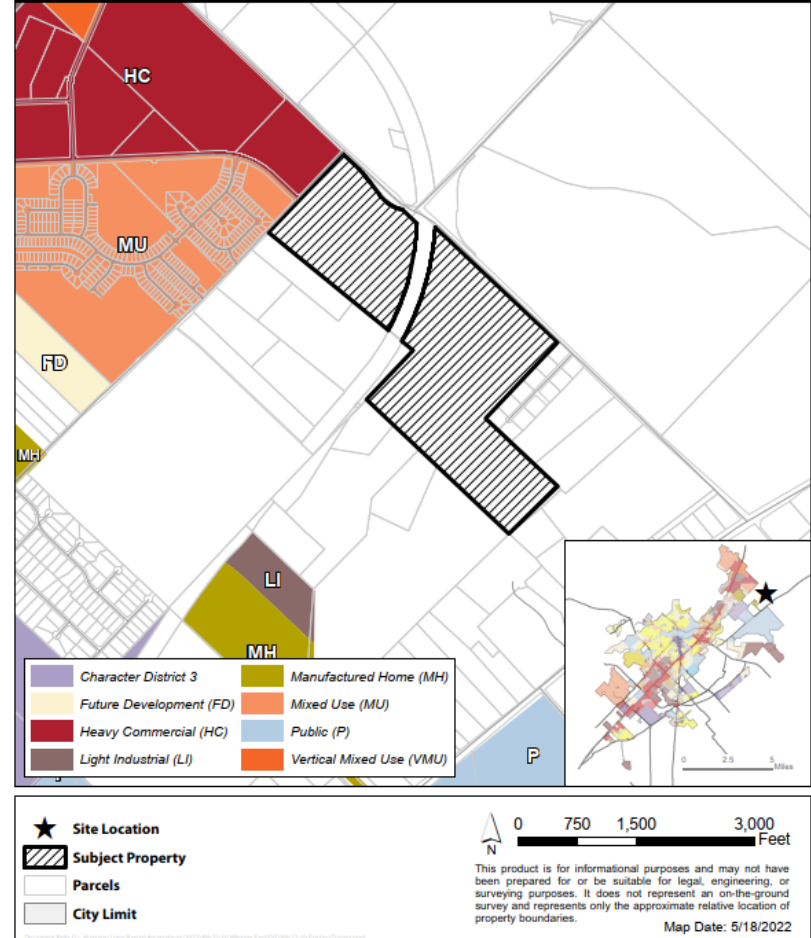 HC
MU
FD
MH
LI
MH
P
Character District 3
Future Development (FD)
Heavy Commercial (HC)
Light Industrial (LI)
Manufactured Home (MH)
Mixed Use (MU)
Public (P)
Vertical Mixed Use (VMU)
0 2.5 5
Miles
Site Location
Subject Property
Parcels
City Limit
N
0 750 1,500 3,000
Feet
This product is for informational purposes and may not have
been prepared for or be suitable for legal, engineering, or
surveying purposes. It does not represent an on-the-ground
survey and represents only the approximate relative location of
property boundaries.
Map Date: 5/18/2022